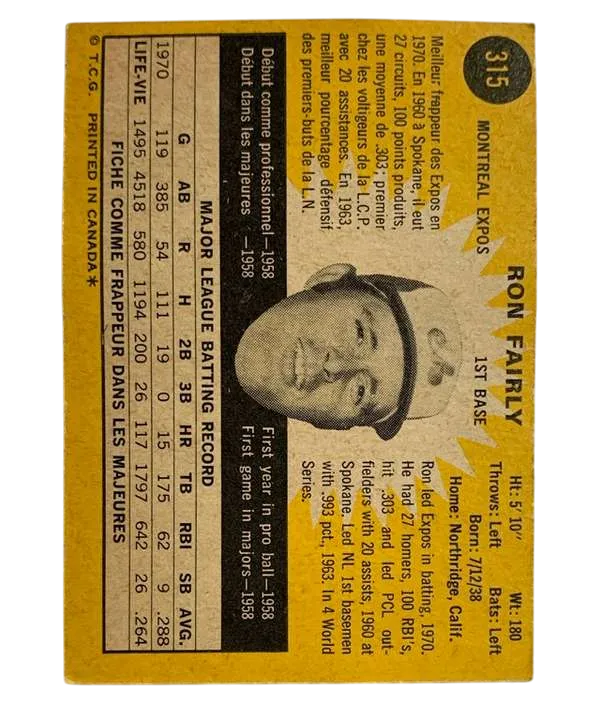 315
MONTREAL EXPOS
RON FAIRLY
1ST BASE
Ht: 5'10" Wt: 180
Throws: Left Bats: Left
Born: 7/12/38
Home: Northridge, Calif.
Meilleur frappeur des Expos en
1970. En 1960 à Spokane, il eut
27 circuits, 100 points produits,
une moyenne de .303; premier
chez les voltigeurs de la L.C.P.
avec 20 assistances. En 1963,
meilleur pourcentage défensif
des premiers-buts de la L.N.
Ron led Expos in batting, 1970.
He had 27 homers, 100 RBI's,
hit .303 and led PCL out-
fielders with 20 assists, 1960 at
Spokane. Led NL 1st basemen
with .993 pct., 1963. In 4 World
Series.
Début comme professionnel—1958
Début dans les majeures —1958
First year in pro ball—1958
First game in majors—1958
MAJOR LEAGUE BATTING RECORD
G AB R H 2B 3B HR TB RBI SB AVG.
1970 119 385 54 111 19 0 15 175 62 9 .288
LIFE-VIE 1495 4518 580 1194 200 26 117 1797 642 26 .264
FICHE COMME FRAPPEUR DANS LES MAJEURES
© T.C.G. PRINTED IN CANADA*